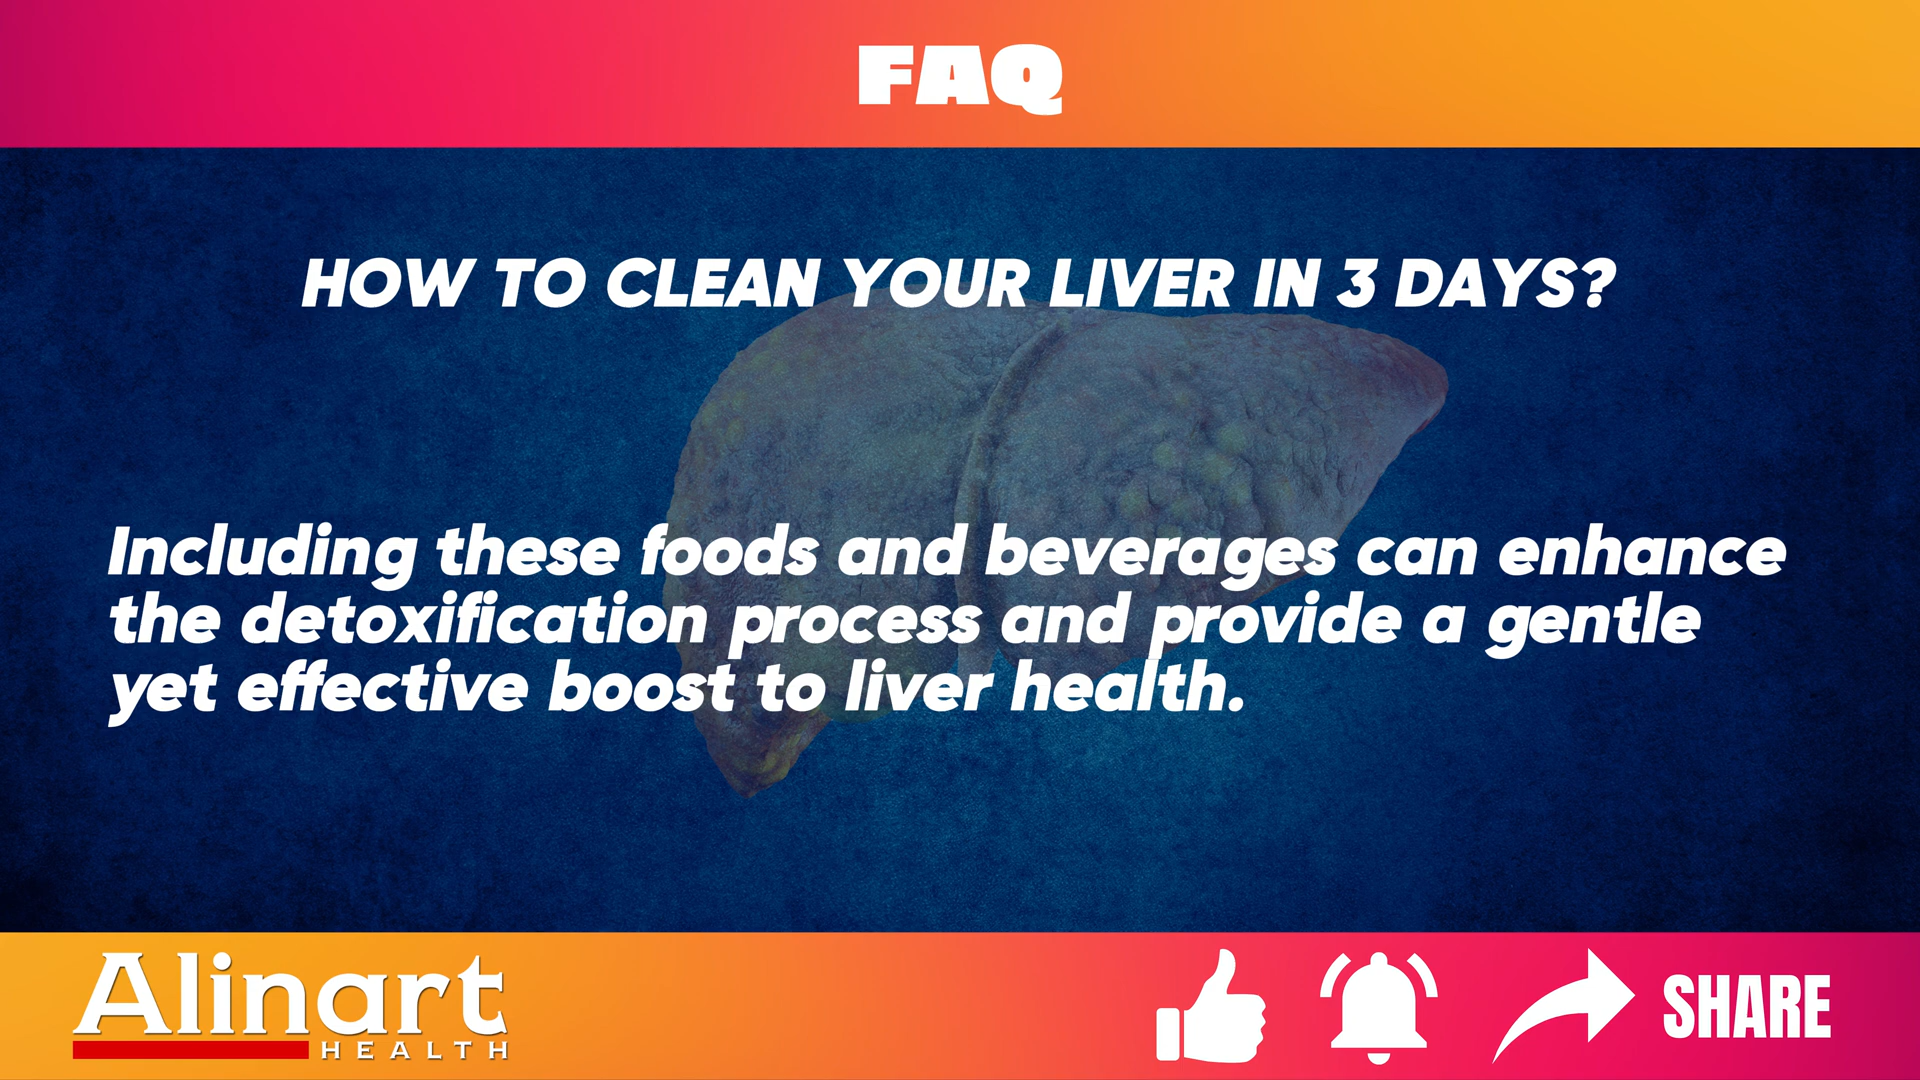 FAQ
HOW TO CLEAN YOUR LIVER IN 3 DAYS?
Including these foods and beverages can enhance
the detoxification process and provide a gentle
yet effective boost to liver health.
Alinart
HEALTH
SHARE